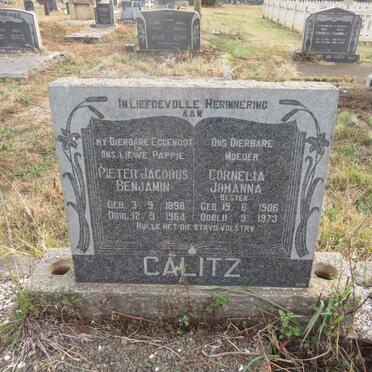 IN LIEFDEVOLLE HERINNERING
AAN
MY DIERBARE EGGENOOT
EN
ONS LIEWE PAPPIE
PIETER JACOBUS
BENJAMIN
GEB. 3 - 9 - 1898
OORL. 12 - 9 - 1964
ONS DIERBARE
MOEDER
CORNELIA
JOHANNA
BESTER
GEB. 19 - 6 - 1906
OORL. 11 - 9 - 1973
HULLE HET DIE STRYD VOLSTRY
CALITZ